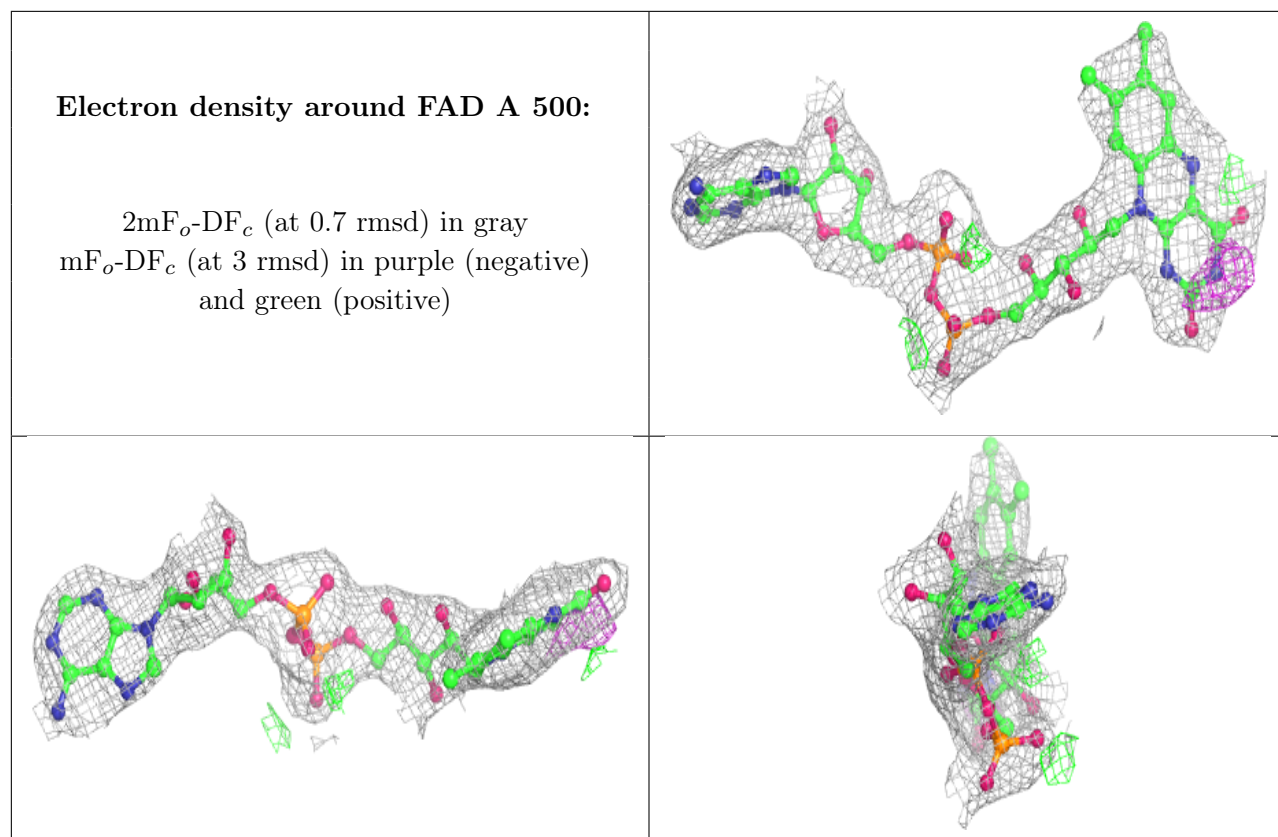 Electron density around FAD A 500:
2mFo-DFc (at 0.7 rmsd) in gray
mFo-DFc (at 3 rmsd) in purple (negative)
and green (positive)